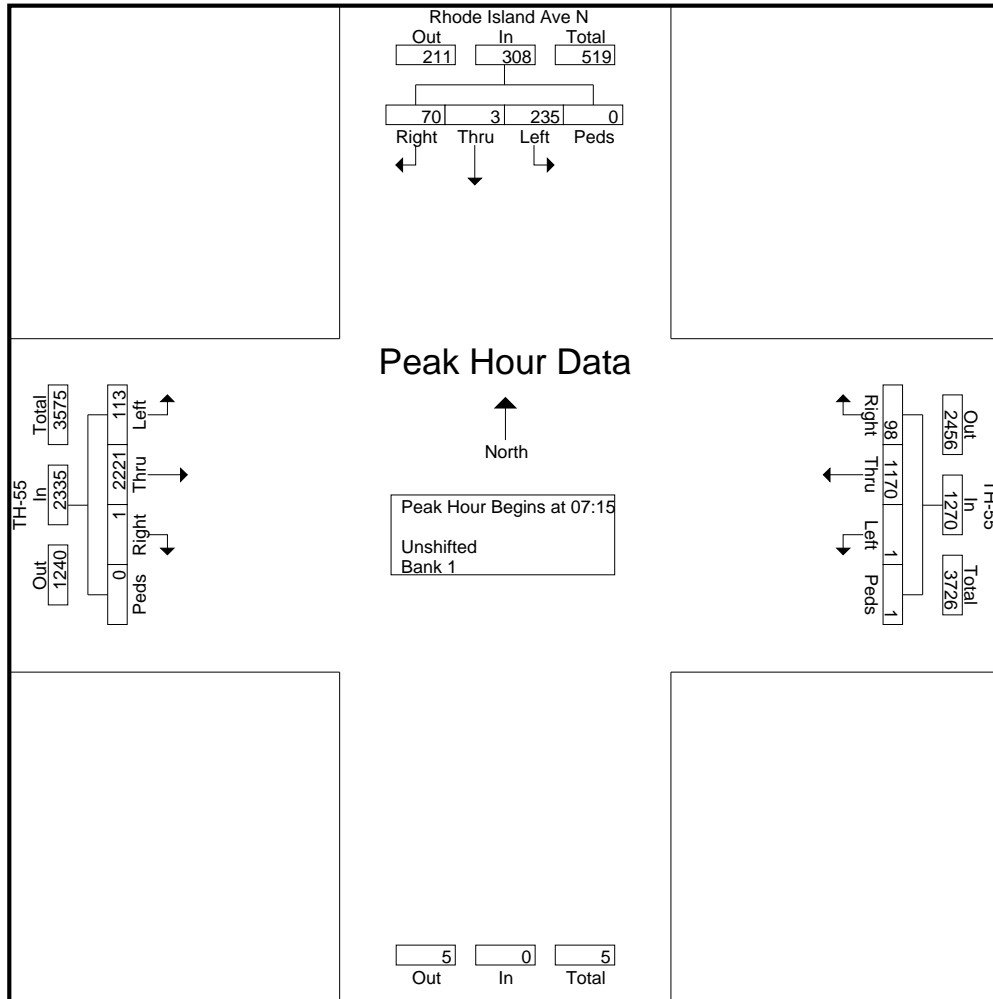 Rhode Island Ave N
Out In Total
211 308 519
70 3 235 0
Right Thru Left Peds
Peak Hour Data
North
Peak Hour Begins at 07:15
Unshifted
Bank 1
TH-55
Total In Out
3575 2335 1240
113 2221 1 0
Left Thru Right Peds
TH-55
Out In Total
2456 1270 3726
98 1170 1 1
Right Thru Left Peds
5 0 5
Out In Total